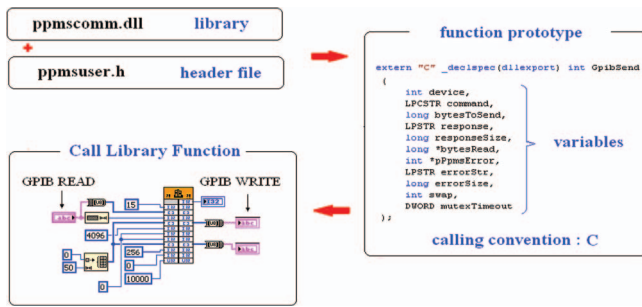 ppmscomm.dll library
+
ppmsuser.h header file
function prototype
extern "C" _declspec(dllexport) int GpibSend
(
int device,
LPCSTR command,
long bytesToSend,
LPSTR response,
long responseSize,
long *bytesRead,
int *pPpmsError,
LPSTR errorStr,
long errorSize,
int swap,
DWORD mutexTimeout
);
variables
calling convention : C
Call Library Function
GPIB READ GPIB WRITE
15
4096
0
50
256
0
10000
0
abc
abc